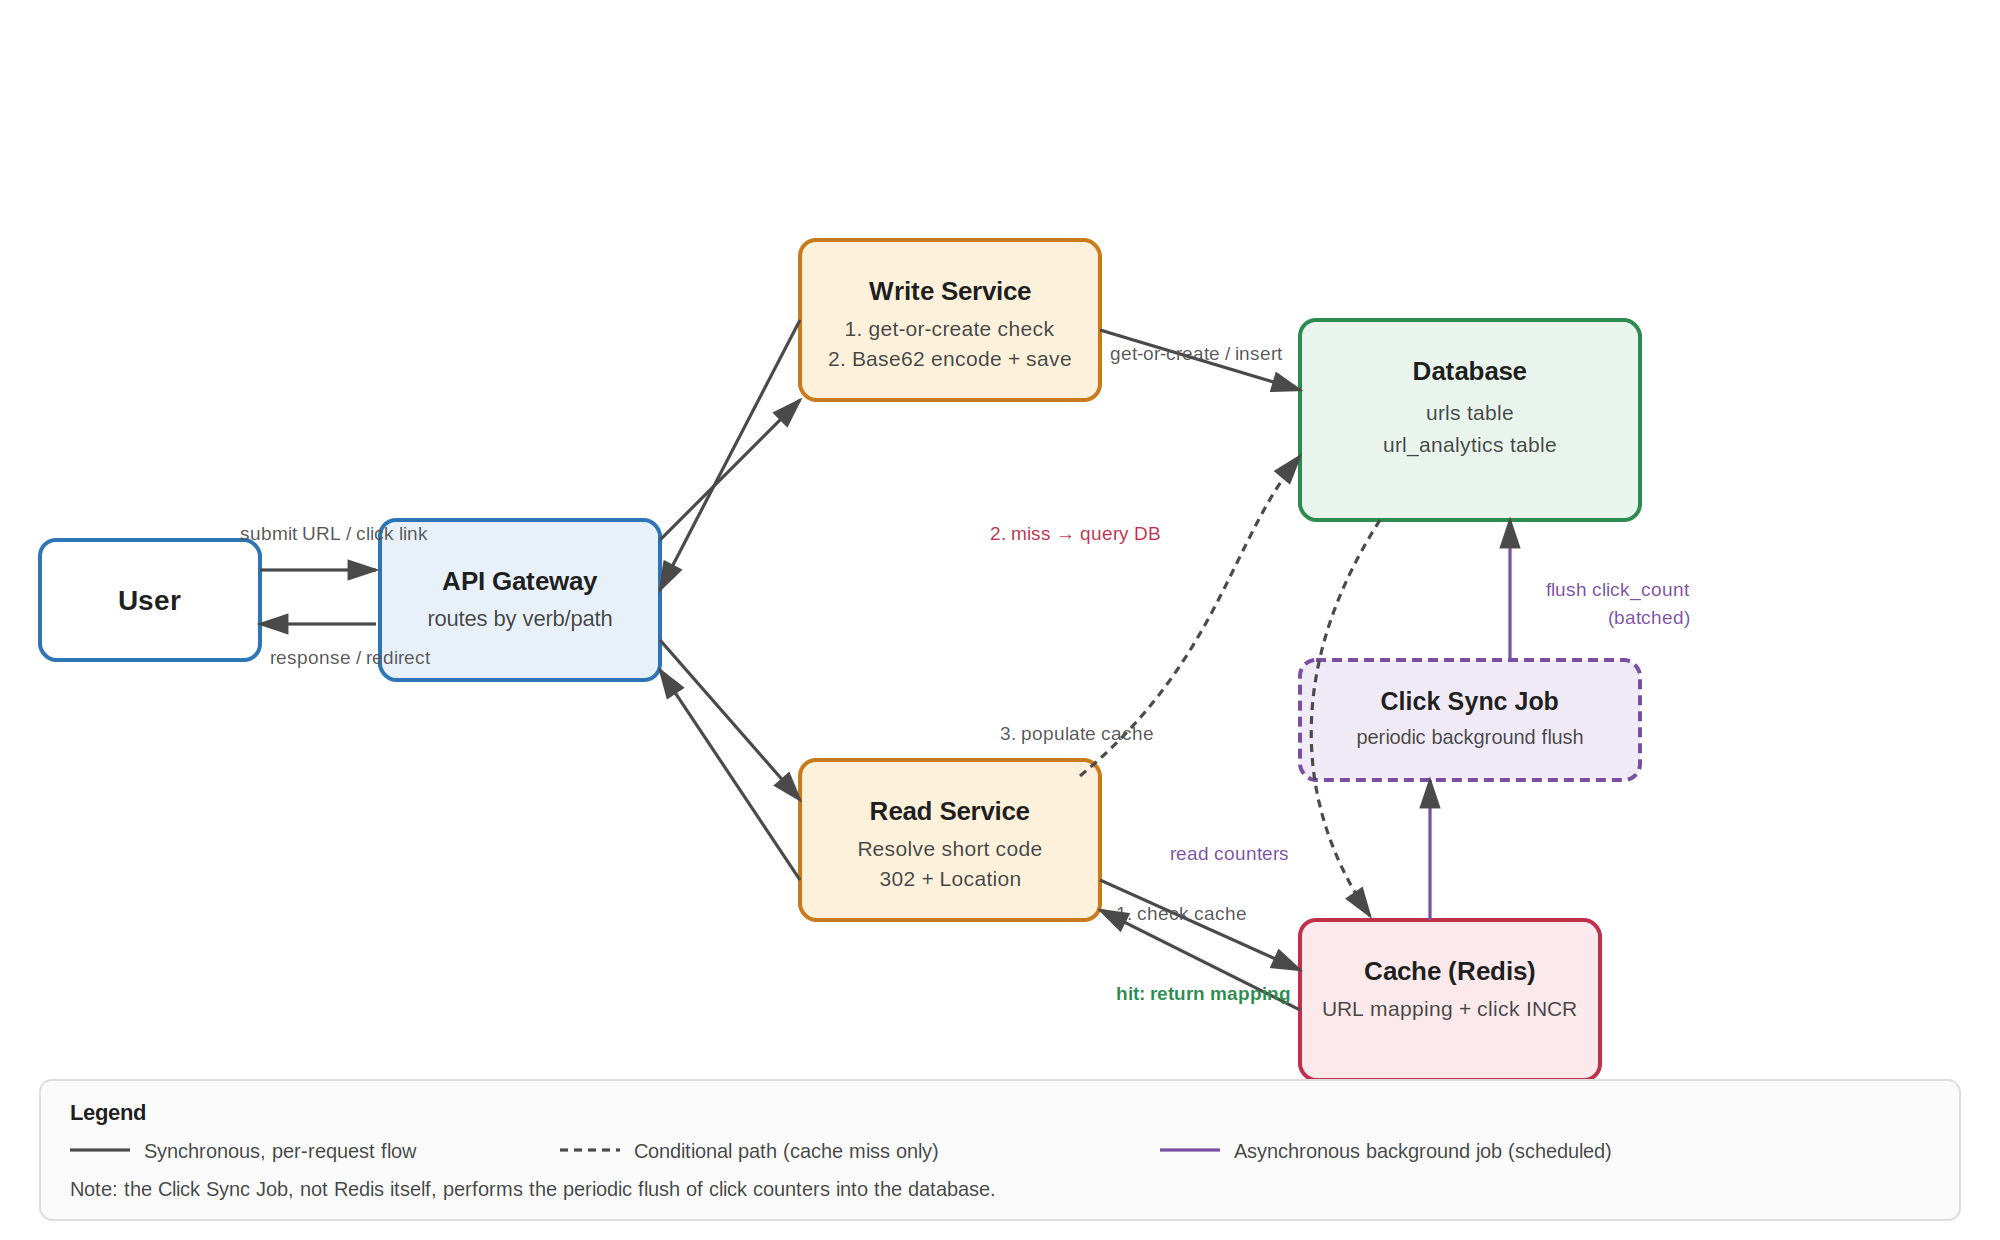 Write Service
1. get-or-create check
2. Base62 encode + save
get-or-create / insert
Database
urls table
url_analytics table
submit URL / click link
2. miss → query DB
User
API Gateway
routes by verb/path
response / redirect
flush click_count
(batched)
Click Sync Job
periodic background flush
3. populate cache
Read Service
Resolve short code
302 + Location
read counters
1. check cache
hit: return mapping
Cache (Redis)
URL mapping + click INCR
Legend
Synchronous, per-request flow
Conditional path (cache miss only)
Asynchronous background job (scheduled)
Note: the Click Sync Job, not Redis itself, performs the periodic flush of click counters into the database.